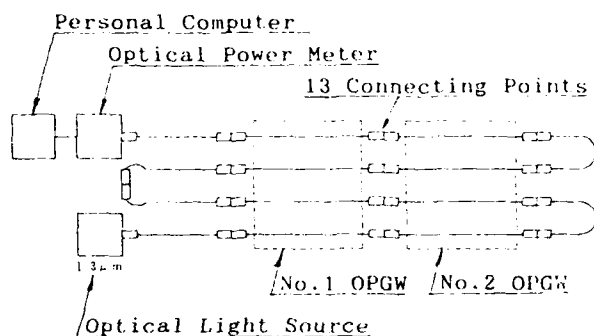 Personal Computer
Optical Power Meter
13 Connecting Points
1.3μm
No.1 OPGW
No.2 OPGW
Optical Light Source